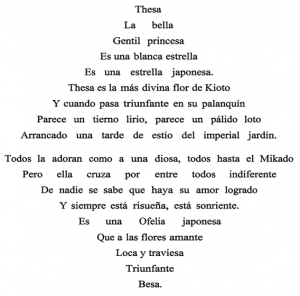 Thesa
La bella
Gentil princesa
Es una blanca estrella
Es una estrella japonesa.
Thesa es la más divina flor de Kioto
Y cuando pasa triunfante en su palanquín
Parece un tierno lirio, parece un pálido loto
Arrancado una tarde de estío del imperial jardín.
Todos la adoran como a una diosa, todos hasta el Mikado
Pero ella cruza por entre todos indiferente
De nadie se sabe que haya su amor logrado
Y siempre está risueña, está sonriente.
Es una Ofelia japonesa
Que a las flores amante
Loca y traviesa
Triunfante
Besa.